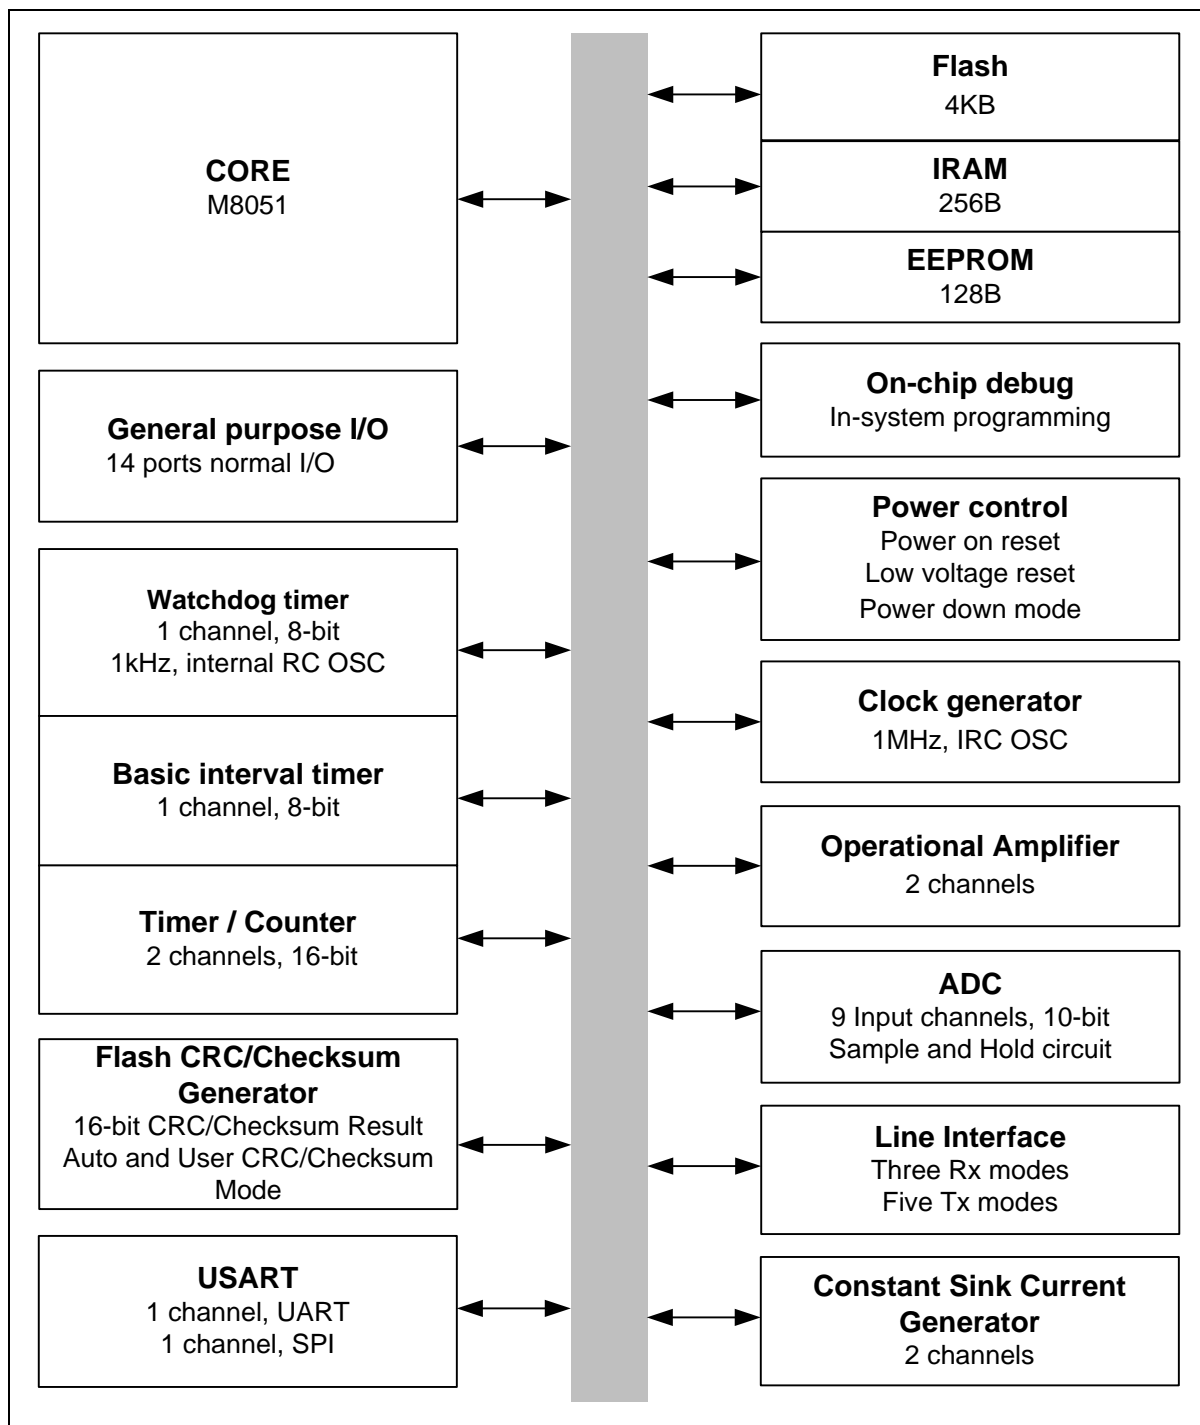 CORE
M8051
General purpose I/O
14 ports normal I/O
Watchdog timer
1 channel, 8-bit
1kHz, internal RC OSC
Basic interval timer
1 channel, 8-bit
Timer / Counter
2 channels, 16-bit
Flash CRC/Checksum
Generator
16-bit CRC/Checksum Result
Auto and User CRC/Checksum
Mode
USART
1 channel, UART
1 channel, SPI
Flash
4KB
IRAM
256B
EEPROM
128B
On-chip debug
In-system programming
Power control
Power on reset
Low voltage reset
Power down mode
Clock generator
1MHz, IRC OSC
Operational Amplifier
2 channels
ADC
9 Input channels, 10-bit
Sample and Hold circuit
Line Interface
Three Rx modes
Five Tx modes
Constant Sink Current
Generator
2 channels